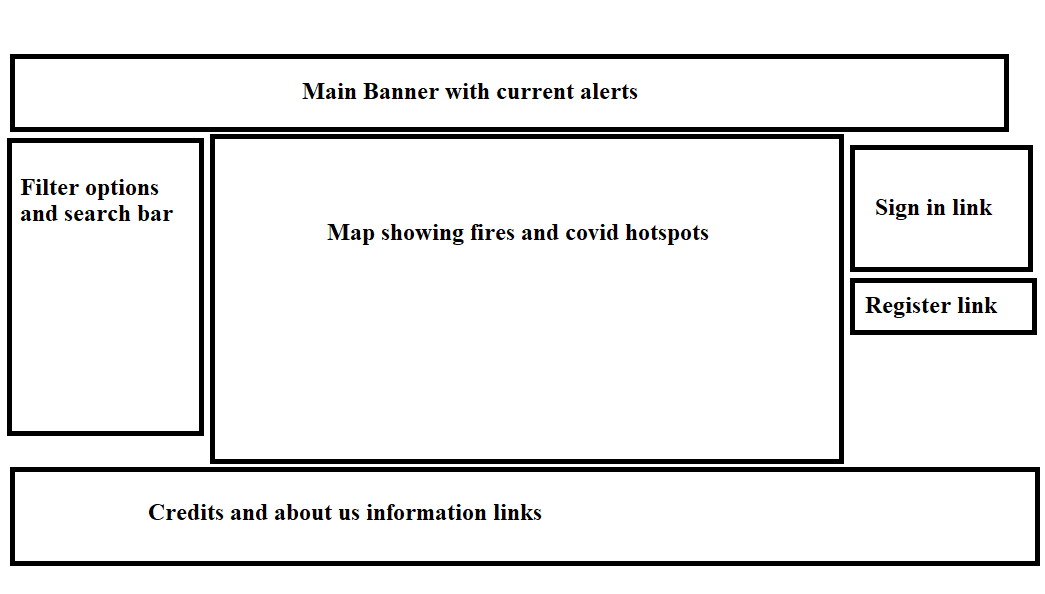 Main Banner with current alerts
Filter options
and search bar
Map showing fires and covid hotspots
Sign in link
Register link
Credits and about us information links